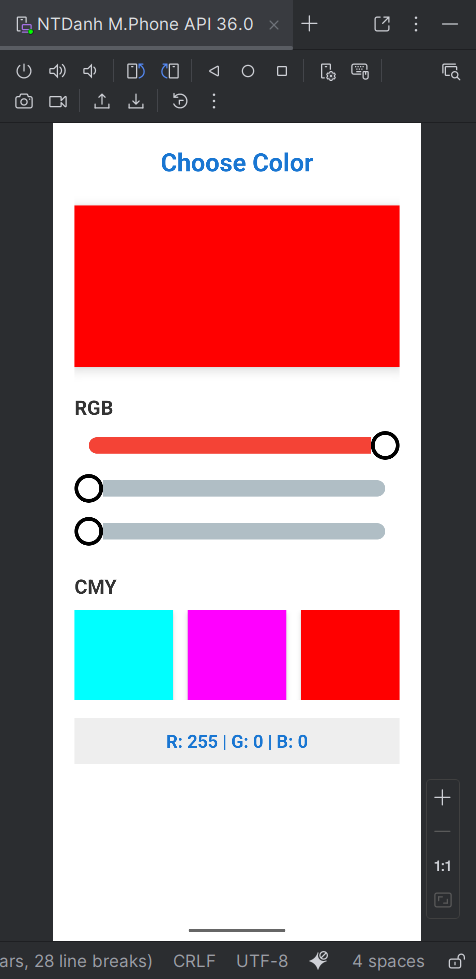 NTDanh M.Phone API 36.0
Choose Color
RGB
CMY
R: 255 | G: 0 | B: 0
1:1
ars, 28 line breaks) CRLF UTF-8 4 spaces